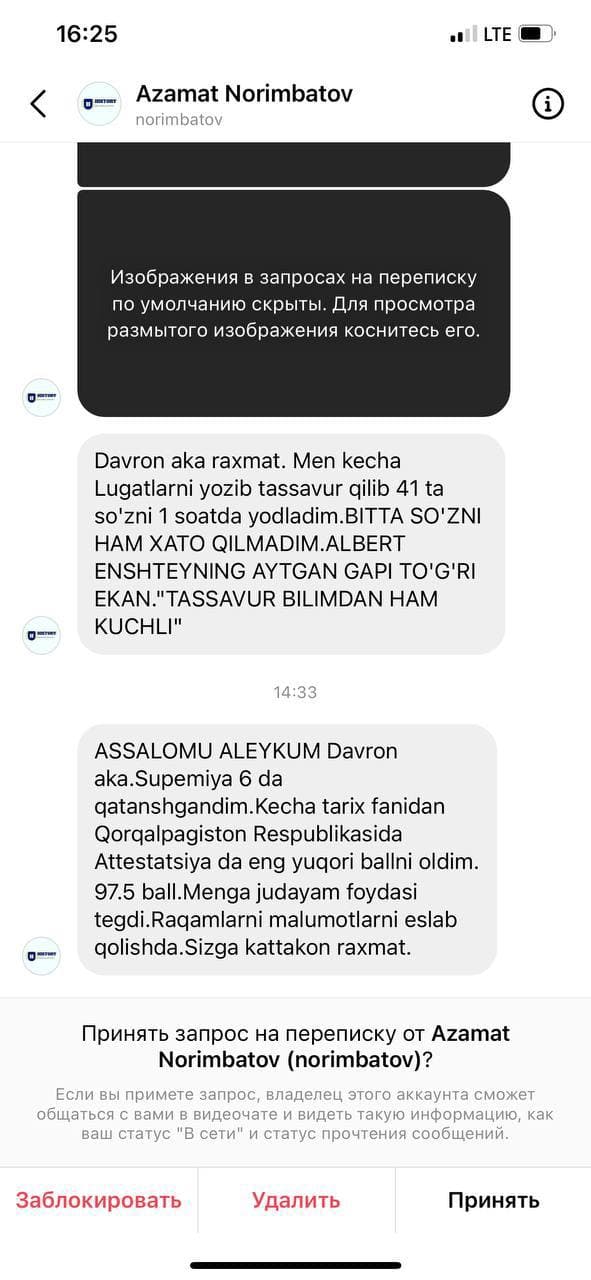 16:25
LTE
Azamat Norimbatov
norimbatov
Изображения в запросах на переписку
по умолчанию скрыты. Для просмотра
размытого изображения коснитесь его.
Davron aka raxmat. Men kecha
Lugatlarni yozib tassavur qilib 41 ta
so'zni 1 soatda yodladim.BITTA SO'ZNI
HAM XATO QILMADIM.ALBERT
ENSHTEYNING AYTGAN GAPI TO'G'RI
EKAN."TASSAVUR BILIMDAN HAM
KUCHLI"
14:33
ASSALOMU ALEYKUM Davron
aka.Supemiya 6 da
qatanshgandim.Kecha tarix fanidan
Qorqalpagiston Respublikasida
Attestatsiya da eng yuqori ballni oldim.
97.5 ball.Menga judayam foydasi
tegdi.Raqamlarni malumotlarni eslab
qolishda.Sizga kattakon raxmat.
Принять запрос на переписку от Azamat
Norimbatov (norimbatov)?
Если вы примете запрос, владелец этого аккаунта сможет
общаться с вами в видеочате и видеть такую информацию, как
ваш статус "В сети" и статус прочтения сообщений.
Заблокировать
Удалить
Принять